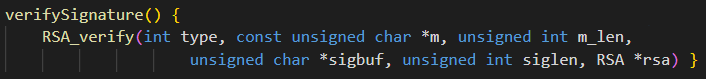 verifySignature() {
RSA_verify(int type, const unsigned char *m, unsigned int m_len,
unsigned char *sigbuf, unsigned int siglen, RSA *rsa) }